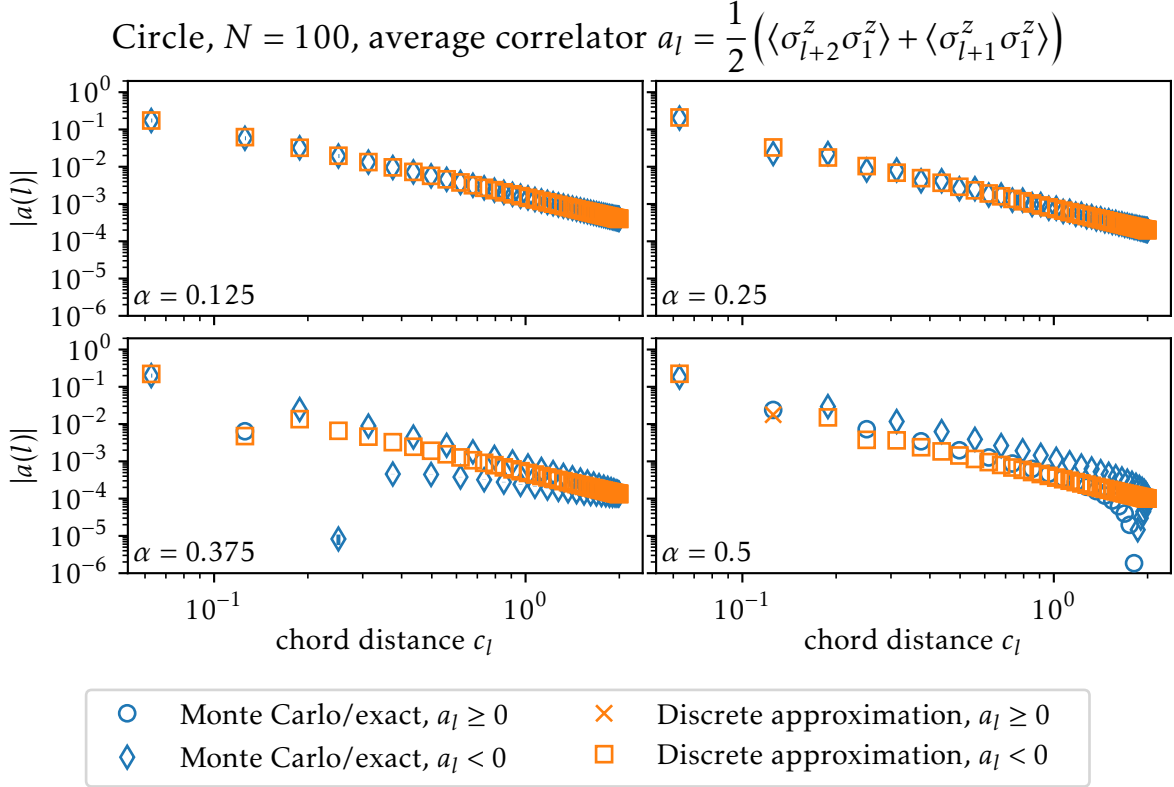 Circle, N = 100, average correlator a_l = 1/2 (⟨σ^z_{l+2} σ^z_1⟩ + ⟨σ^z_{l+1} σ^z_1⟩)
|a(l)|
10^0
10^{-1}
10^{-2}
10^{-3}
10^{-4}
10^{-5}
10^{-6}
α = 0.125
α = 0.25
|a(l)|
10^0
10^{-1}
10^{-2}
10^{-3}
10^{-4}
10^{-5}
10^{-6}
α = 0.375
α = 0.5
10^{-1} 10^0 10^{-1} 10^0
chord distance c_l chord distance c_l
Monte Carlo/exact, a_l ≥ 0 Discrete approximation, a_l ≥ 0
Monte Carlo/exact, a_l < 0 Discrete approximation, a_l < 0